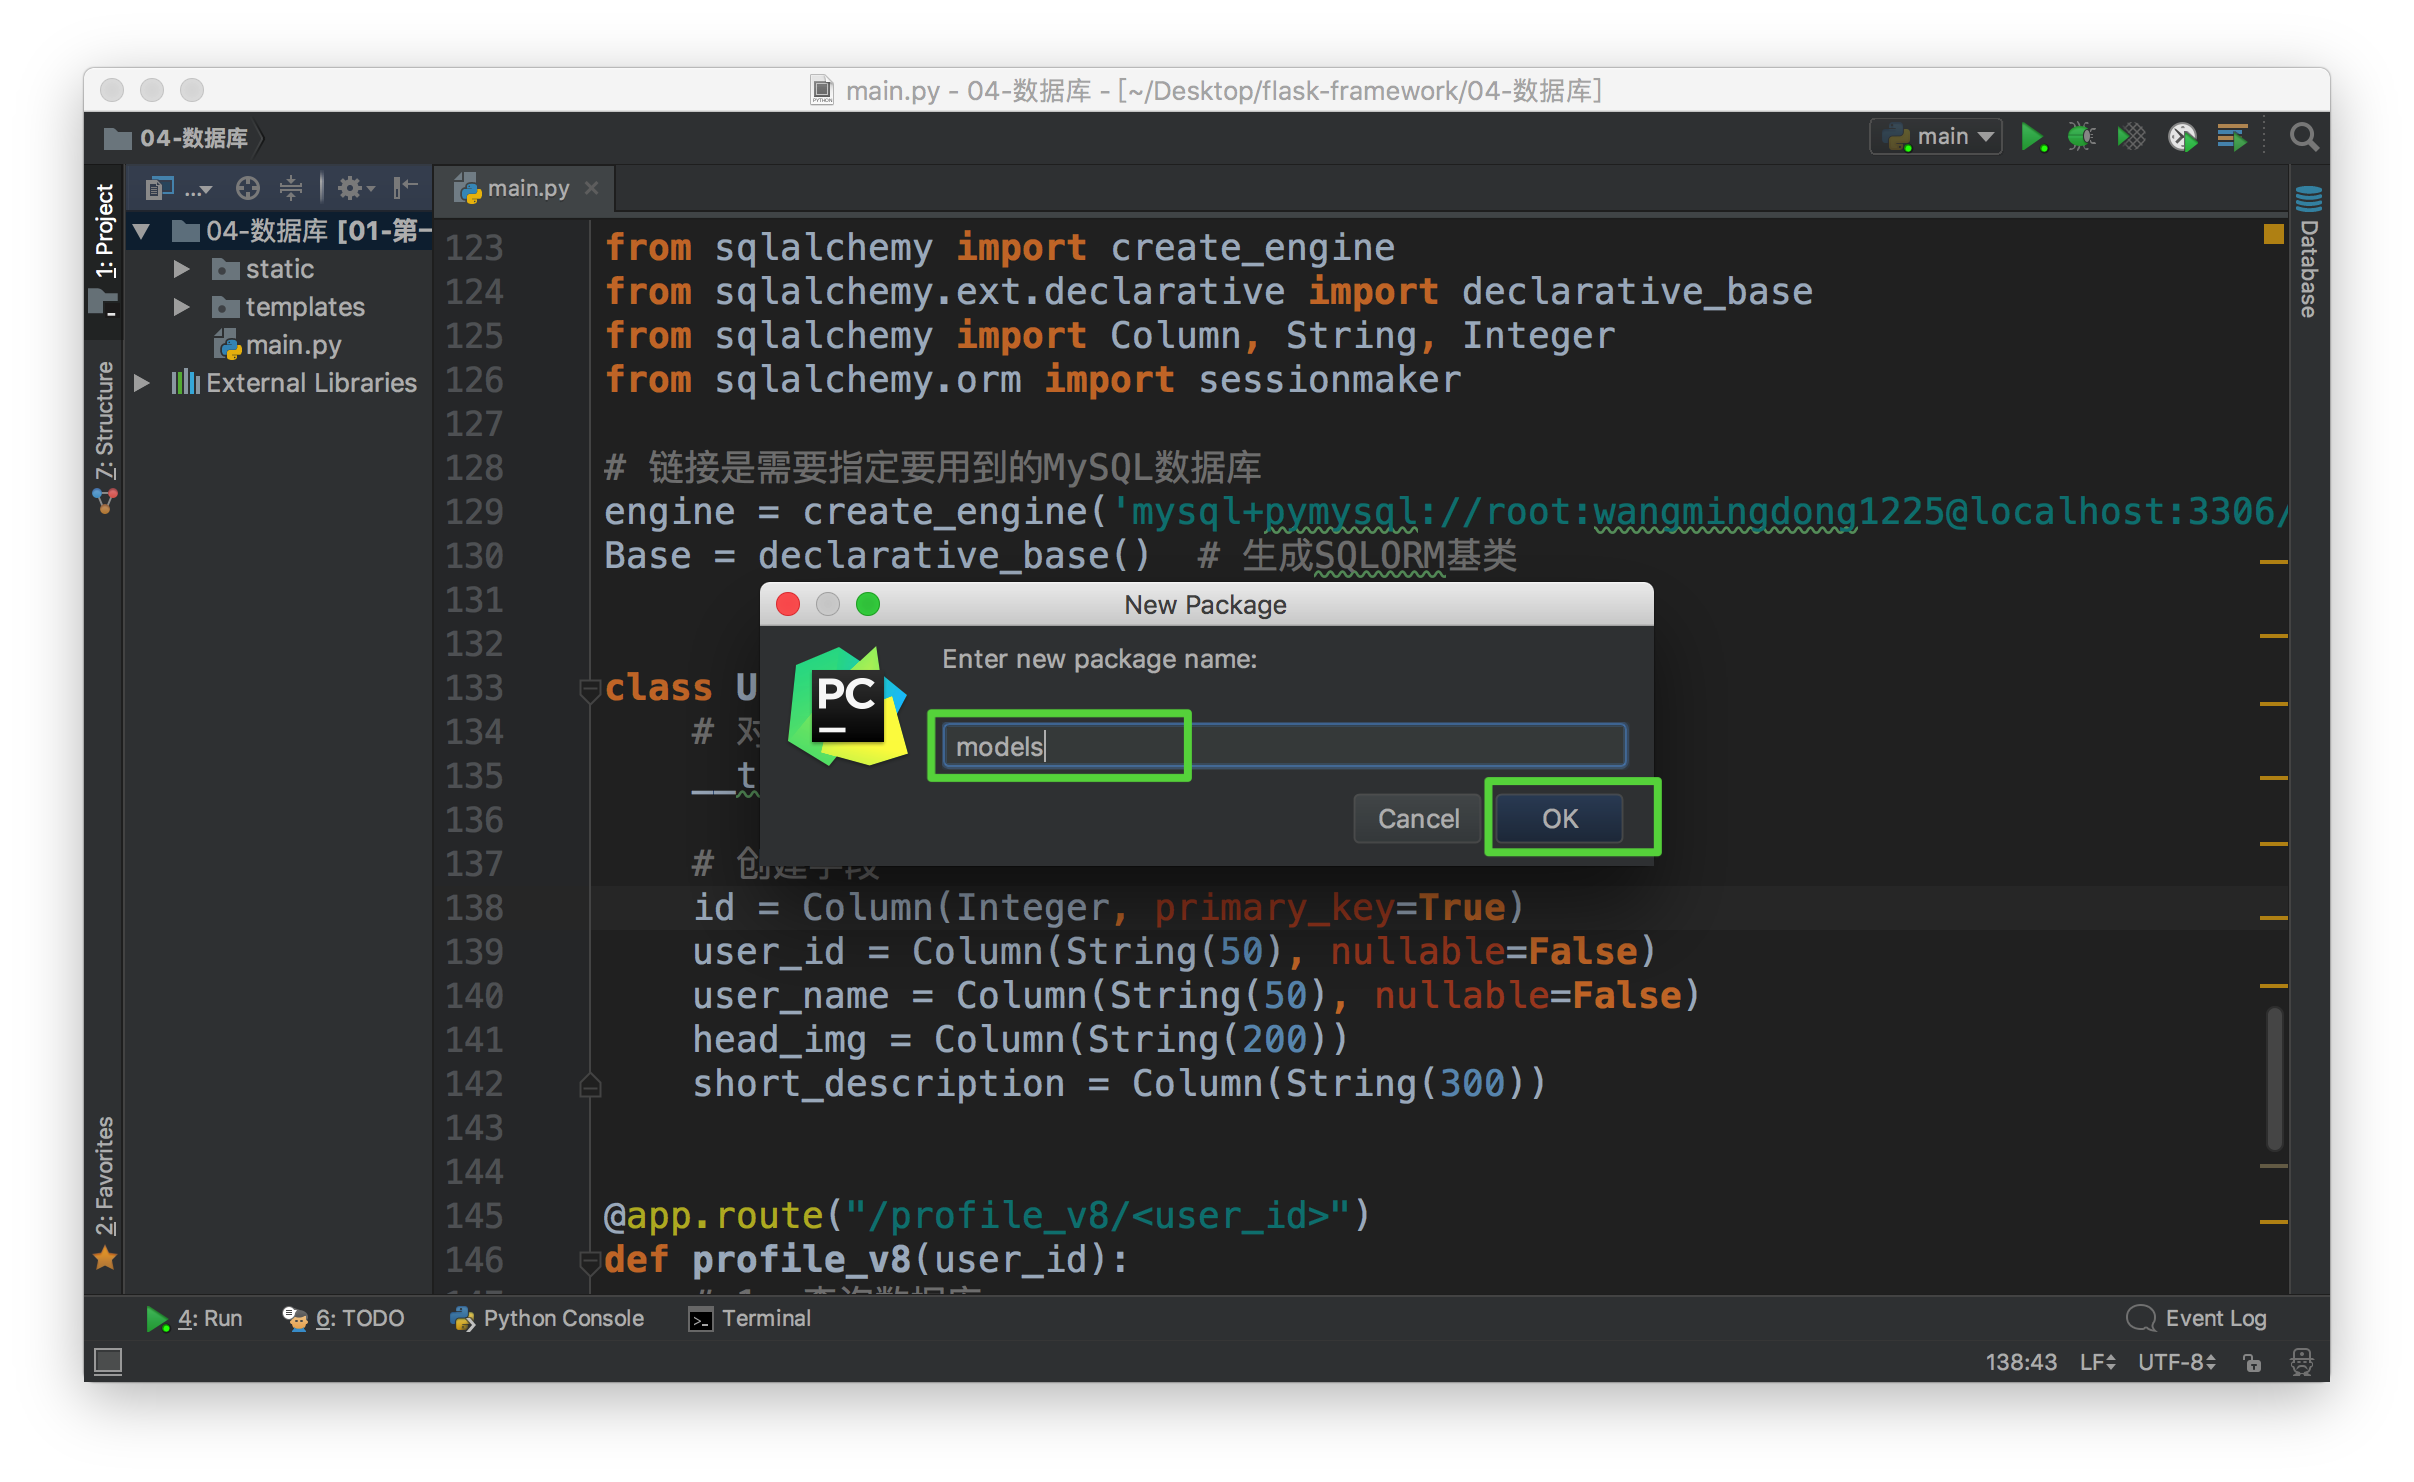 main.py - 04-数据库 - [~/Desktop/flask-framework/04-数据库]
04-数据库
main
1: Project
...
main.py
04-数据库 [01-第一
static
templates
main.py
External Libraries
7: Structure
2: Favorites
Database
123 from sqlalchemy import create_engine
124 from sqlalchemy.ext.declarative import declarative_base
125 from sqlalchemy import Column, String, Integer
126 from sqlalchemy.orm import sessionmaker
127
128 # 链接是需要指定要用到的MySQL数据库
129 engine = create_engine('mysql+pymysql://root:wangmingdong1225@localhost:3306/
130 Base = declarative_base()  # 生成SQLORM基类
131
132
133 class U
134 # 对
135 __t
136
137 # 创建字段
138 id = Column(Integer, primary_key=True)
139 user_id = Column(String(50), nullable=False)
140 user_name = Column(String(50), nullable=False)
141 head_img = Column(String(200))
142 short_description = Column(String(300))
143
144
145 @app.route("/profile_v8/<user_id>")
146 def profile_v8(user_id):
New Package
PC
Enter new package name:
models
Cancel
OK
4: Run
6: TODO
Python Console
Terminal
Event Log
138:43
LF
UTF-8